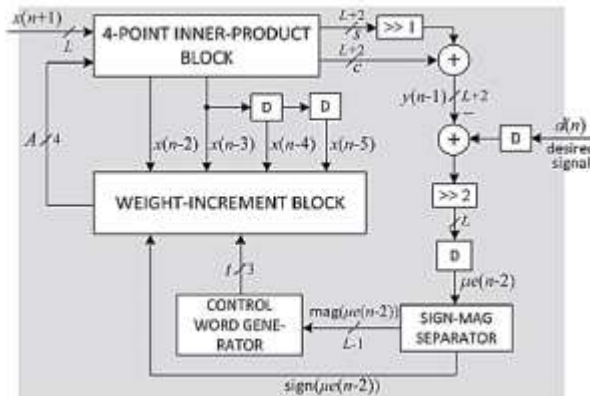 x(n+1)
L
4-POINT INNER-PRODUCT
BLOCK
L+2
s
>> 1
L+2
c
+
y(n-1)
L+2
−
+
D
d(n)
desired
signal
D
D
A
4
x(n-2)
x(n-3)
x(n-4)
x(n-5)
WEIGHT-INCREMENT BLOCK
>> 2
L
D
μe(n-2)
t
3
CONTROL
WORD GENE-
RATOR
mag(μe(n-2))
L-1
SIGN-MAG
SEPARATOR
sign(μe(n-2))